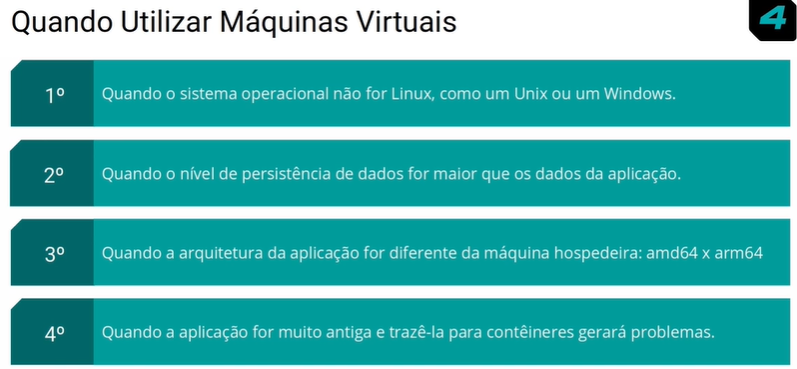 Quando Utilizar Máquinas Virtuais
4
1º Quando o sistema operacional não for Linux, como um Unix ou um Windows.
2º Quando o nível de persistência de dados for maior que os dados da aplicação.
3º Quando a arquitetura da aplicação for diferente da máquina hospedeira: amd64 x arm64
4º Quando a aplicação for muito antiga e trazê-la para contêineres gerará problemas.